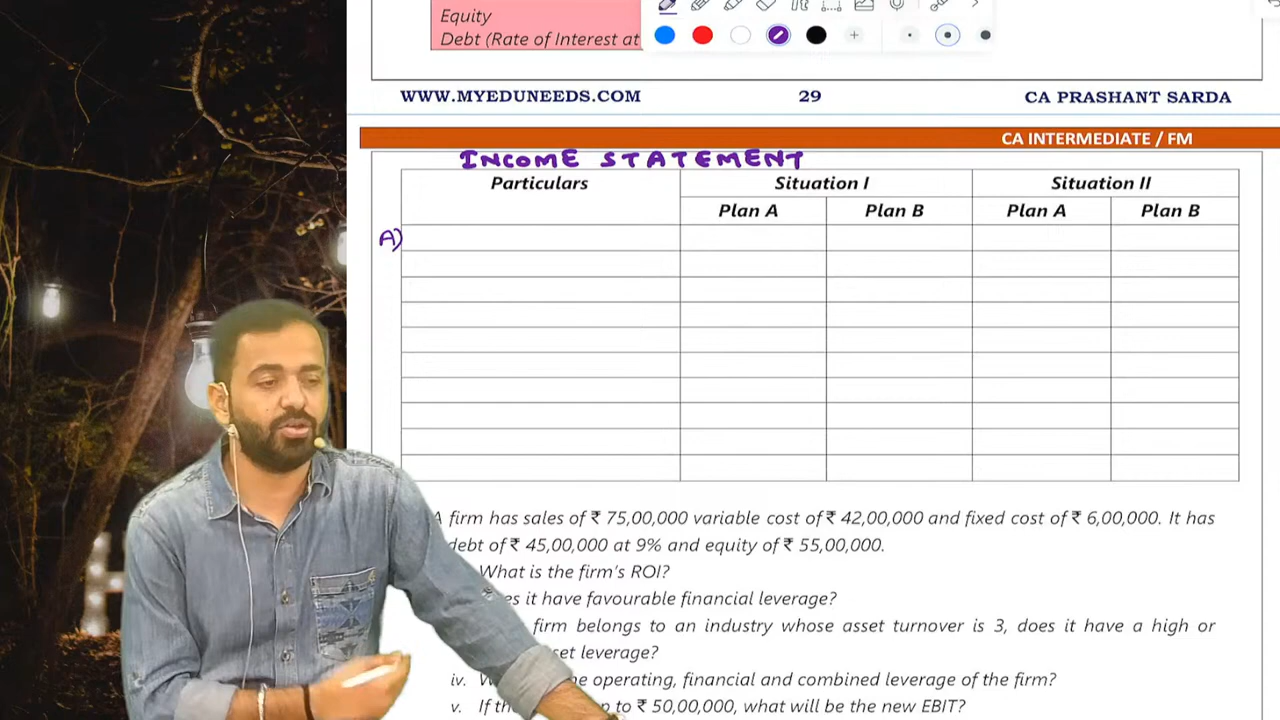 Equity
Debt (Rate of Interest at
WWW.MYEDUNEEDS.COM 29 CA PRASHANT SARDA
CA INTERMEDIATE / FM
INCOME STATEMENT
Particulars Situation I Situation II
Plan A Plan B Plan A Plan B
A)
A firm has sales of ₹ 75,00,000 variable cost of ₹ 42,00,000 and fixed cost of ₹ 6,00,000. It has
debt of ₹ 45,00,000 at 9% and equity of ₹ 55,00,000.
What is the firm's ROI?
it have favourable financial leverage?
firm belongs to an industry whose asset turnover is 3, does it have a high or
leverage?
iv. operating, financial and combined leverage of the firm?
v. If to ₹ 50,00,000, what will be the new EBIT?